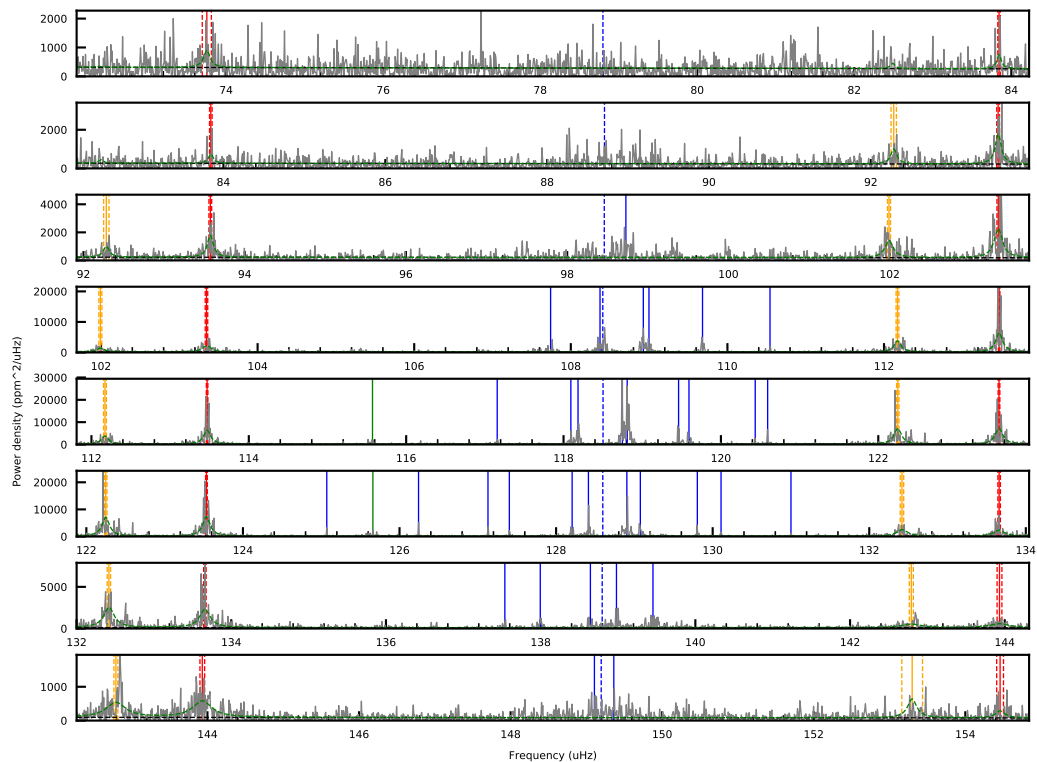 2000
1000
0
74 76 78 80 82 84
2000
0
84 86 88 90 92
4000
2000
0
92 94 96 98 100 102
20000
10000
0
102 104 106 108 110 112
30000
20000
10000
0
112 114 116 118 120 122
20000
10000
0
122 124 126 128 130 132 134
5000
0
132 134 136 138 140 142 144
1000
0
144 146 148 150 152 154
Power density (ppm^2/uHz)
Frequency (uHz)